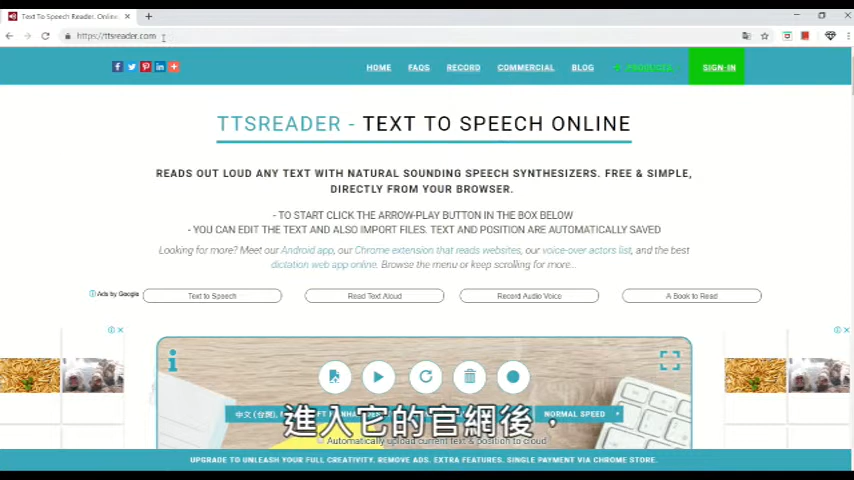 Text To Speech Reader. Online.
https://ttsreader.com
HOME FAQS RECORD COMMERCIAL BLOG PRODUCTS SIGN-IN
TTSREADER - TEXT TO SPEECH ONLINE
READS OUT LOUD ANY TEXT WITH NATURAL SOUNDING SPEECH SYNTHESIZERS. FREE & SIMPLE,
DIRECTLY FROM YOUR BROWSER.
- TO START CLICK THE ARROW-PLAY BUTTON IN THE BOX BELOW
- YOU CAN EDIT THE TEXT AND ALSO IMPORT FILES. TEXT AND POSITION ARE AUTOMATICALLY SAVED
Looking for more? Meet our Android app, our Chrome extension that reads websites, our voice-over actors list, and the best
dictation web app online. Browse the menu or keep scrolling for more...
Ads by Google Text to Speech Read Text Aloud Record Audio Voice A Book to Read
中文 (台灣), NORMAL SPEED
進入它的官網後，
Automatically upload current text & position to cloud
UPGRADE TO UNLEASH YOUR FULL CREATIVITY. REMOVE ADS. EXTRA FEATURES. SINGLE PAYMENT VIA CHROME STORE.